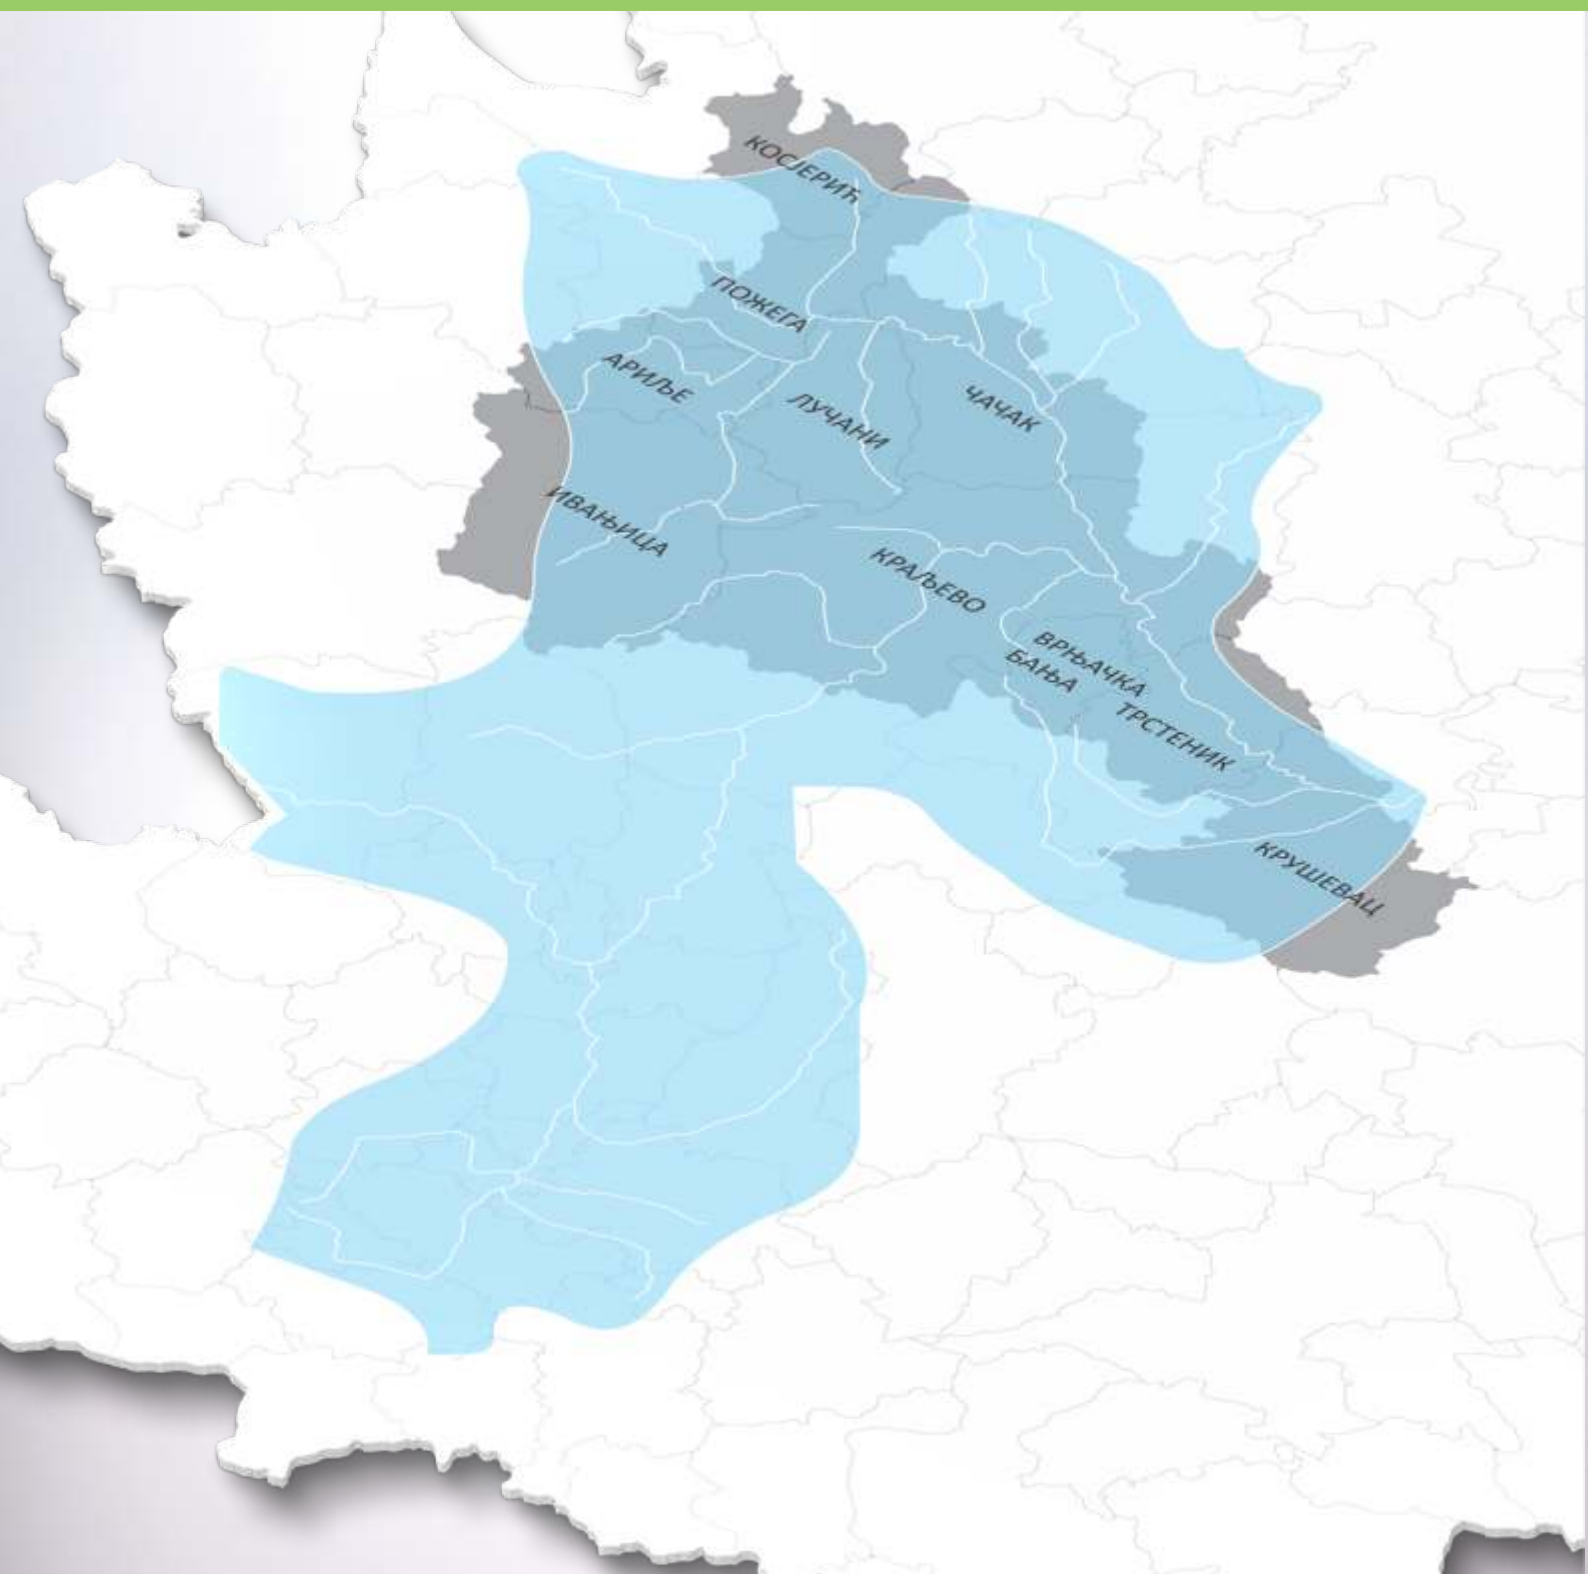 КОСЈЕРИЋ
ПОЖЕГА
АРИЉЕ
ЛУЧАНИ
ЧАЧАК
ИВАЊИЦА
КРАЉЕВО
ВРЊАЧКА
БАЊА
ТРСТЕНИК
КРУШЕВАЦ